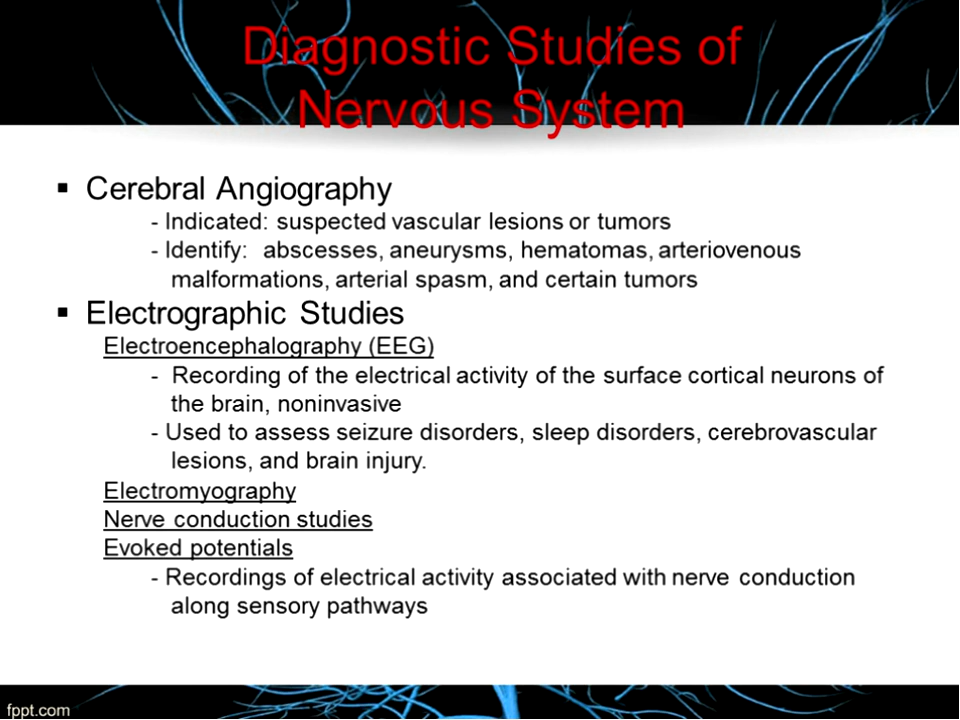 Diagnostic Studies of
Nervous System
▪ Cerebral Angiography
- Indicated: suspected vascular lesions or tumors
- Identify: abscesses, aneurysms, hematomas, arteriovenous
malformations, arterial spasm, and certain tumors
▪ Electrographic Studies
Electroencephalography (EEG)
- Recording of the electrical activity of the surface cortical neurons of
the brain, noninvasive
- Used to assess seizure disorders, sleep disorders, cerebrovascular
lesions, and brain injury.
Electromyography
Nerve conduction studies
Evoked potentials
- Recordings of electrical activity associated with nerve conduction
along sensory pathways
fppt.com